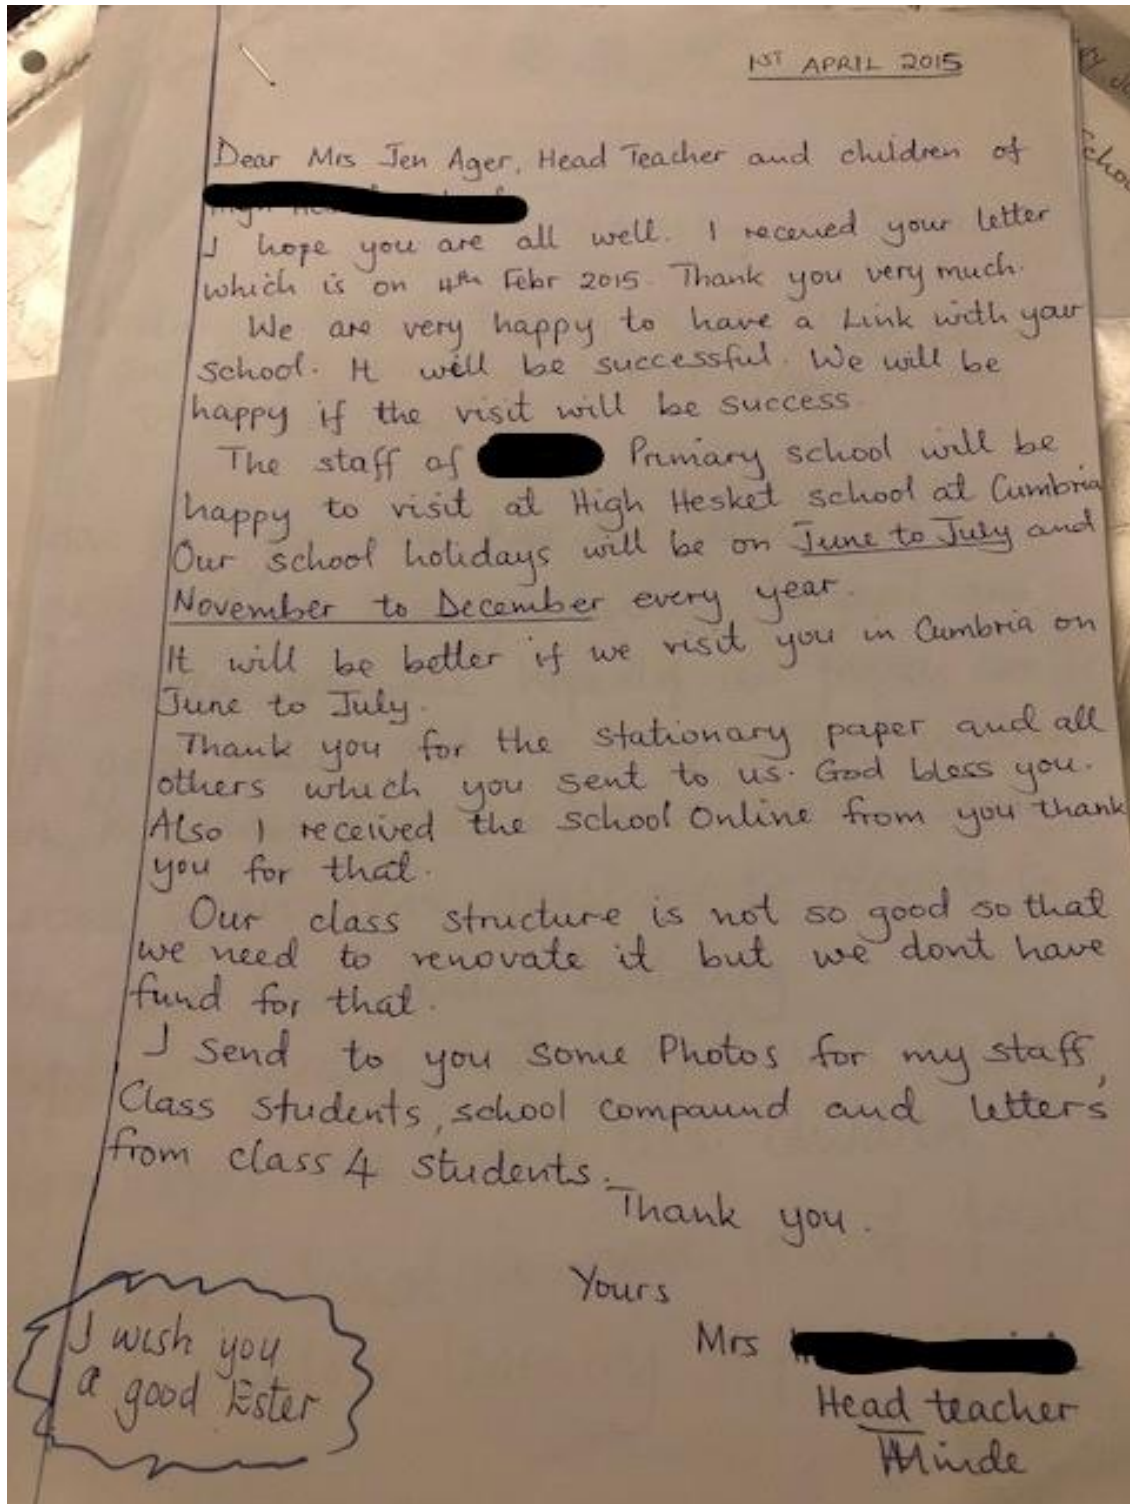 1ST APRIL 2015
Dear Mrs Jen Ager, Head Teacher and children of
I hope you are all well. I received your letter
which is on 4th Febr 2015. Thank you very much.
We are very happy to have a Link with your
school. It will be successful. We will be
happy if the visit will be success
The staff of Primary school will be
happy to visit at High Hesket school at Cumbria
Our school holidays will be on June to July and
November to December every year.
It will be better if we visit you in Cumbria on
June to July.
Thank you for the stationary paper and all
others which you sent to us. God bless you.
Also I received the school Online from you thank
you for that.
Our class structure is not so good so that
we need to renovate it but we dont have
fund for that.
I send to you some Photos for my staff,
Class students, school compaund and letters
from class 4 students.
Thank you.
Yours
Mrs
Head teacher
I wish you
a good Ester